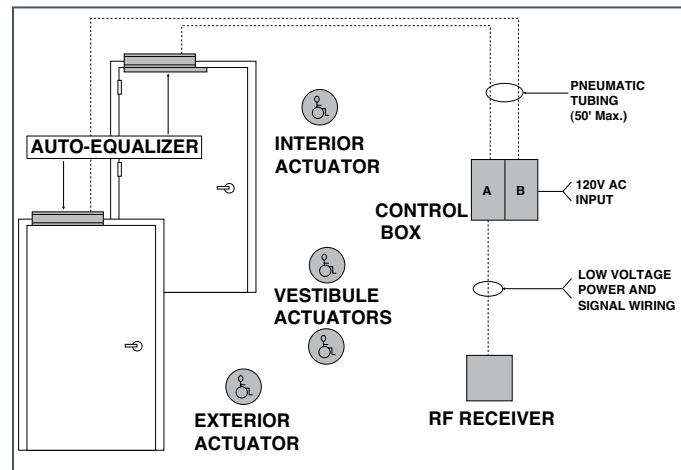 PNEUMATIC
TUBING
(50' Max.)
INTERIOR
ACTUATOR
AUTO-EQUALIZER
A
B
120V AC
INPUT
CONTROL
BOX
VESTIBULE
ACTUATORS
LOW VOLTAGE
POWER AND
SIGNAL WIRING
EXTERIOR
ACTUATOR
RF RECEIVER